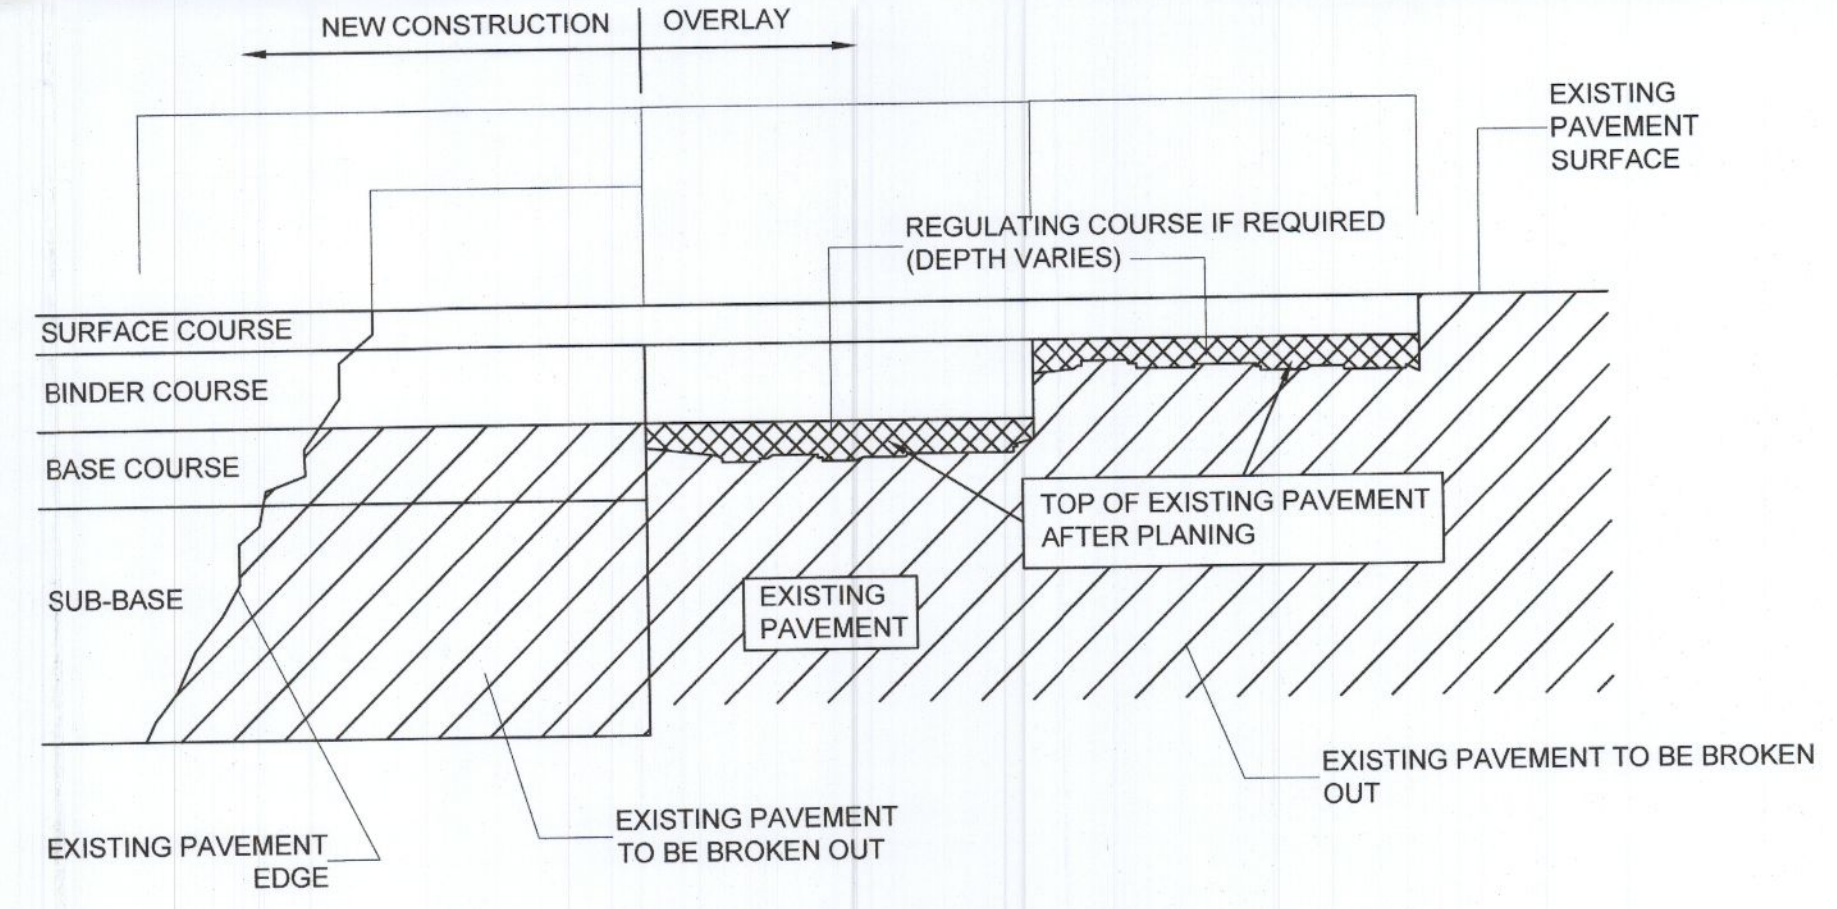 NEW CONSTRUCTION
OVERLAY
EXISTING
PAVEMENT
SURFACE
REGULATING COURSE IF REQUIRED
(DEPTH VARIES)
SURFACE COURSE
BINDER COURSE
BASE COURSE
SUB-BASE
TOP OF EXISTING PAVEMENT
AFTER PLANING
EXISTING
PAVEMENT
EXISTING PAVEMENT TO BE BROKEN
OUT
EXISTING PAVEMENT
TO BE BROKEN OUT
EXISTING PAVEMENT
EDGE